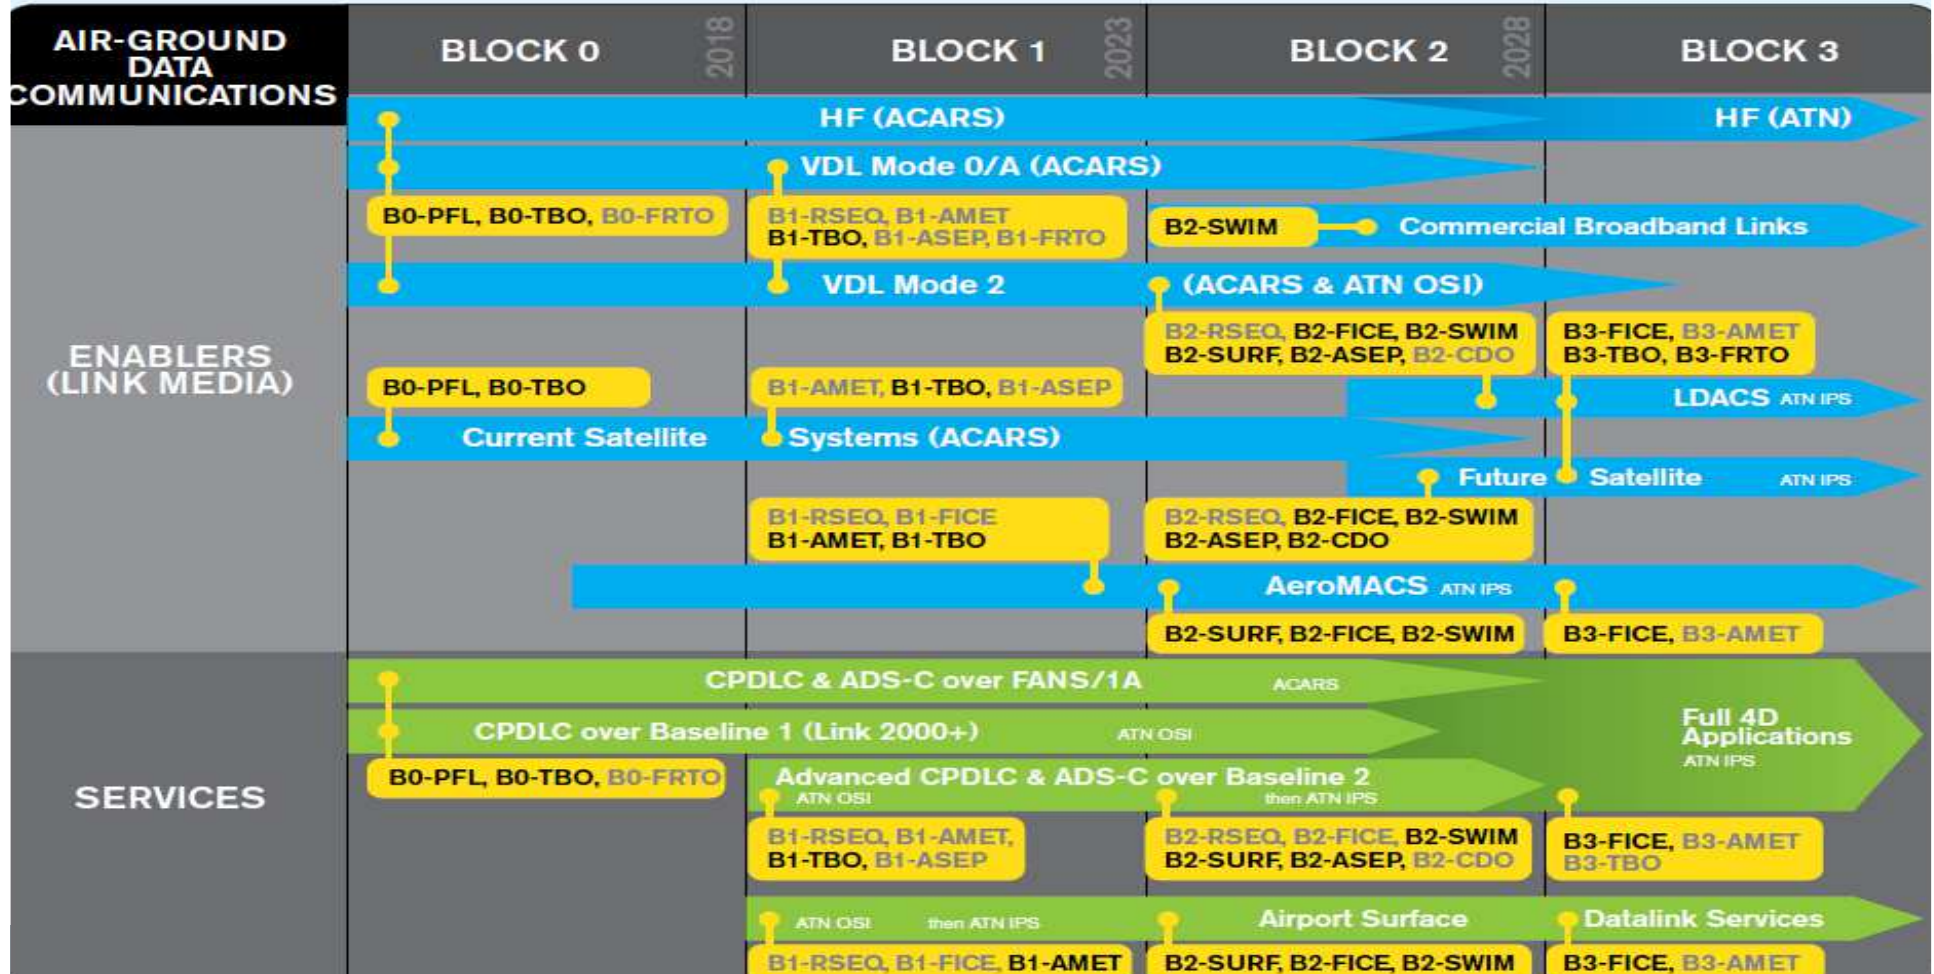 AIR-GROUND
DATA
COMMUNICATIONS
BLOCK 0
2018
BLOCK 1
2023
BLOCK 2
2028
BLOCK 3
HF (ACARS)
HF (ATN)
VDL Mode 0/A (ACARS)
B0-PFL, B0-TBO, B0-FRTO
B1-RSEQ, B1-AMET
B1-TBO, B1-ASEP, B1-FRTO
B2-SWIM
Commercial Broadband Links
VDL Mode 2
(ACARS & ATN OSI)
ENABLERS
(LINK MEDIA)
B2-RSEQ, B2-FICE, B2-SWIM
B2-SURF, B2-ASEP, B2-CDO
B3-FICE, B3-AMET
B3-TBO, B3-FRTO
B0-PFL, B0-TBO
B1-AMET, B1-TBO, B1-ASEP
LDACS ATN IPS
Current Satellite Systems (ACARS)
Future Satellite ATN IPS
B1-RSEQ, B1-FICE
B1-AMET, B1-TBO
B2-RSEQ, B2-FICE, B2-SWIM
B2-ASEP, B2-CDO
AeroMACS ATN IPS
B2-SURF, B2-FICE, B2-SWIM
B3-FICE, B3-AMET
SERVICES
CPDLC & ADS-C over FANS/1A ACARS
CPDLC over Baseline 1 (Link 2000+) ATN OSI
Full 4D
Applications
ATN IPS
B0-PFL, B0-TBO, B0-FRTO
Advanced CPDLC & ADS-C over Baseline 2
ATN OSI then ATN IPS
B1-RSEQ, B1-AMET,
B1-TBO, B1-ASEP
B2-RSEQ, B2-FICE, B2-SWIM
B2-SURF, B2-ASEP, B2-CDO
B3-FICE, B3-AMET
B3-TBO
ATN OSI then ATN IPS Airport Surface Datalink Services
B1-RSEQ, B1-FICE, B1-AMET
B2-SURF, B2-FICE, B2-SWIM
B3-FICE, B3-AMET